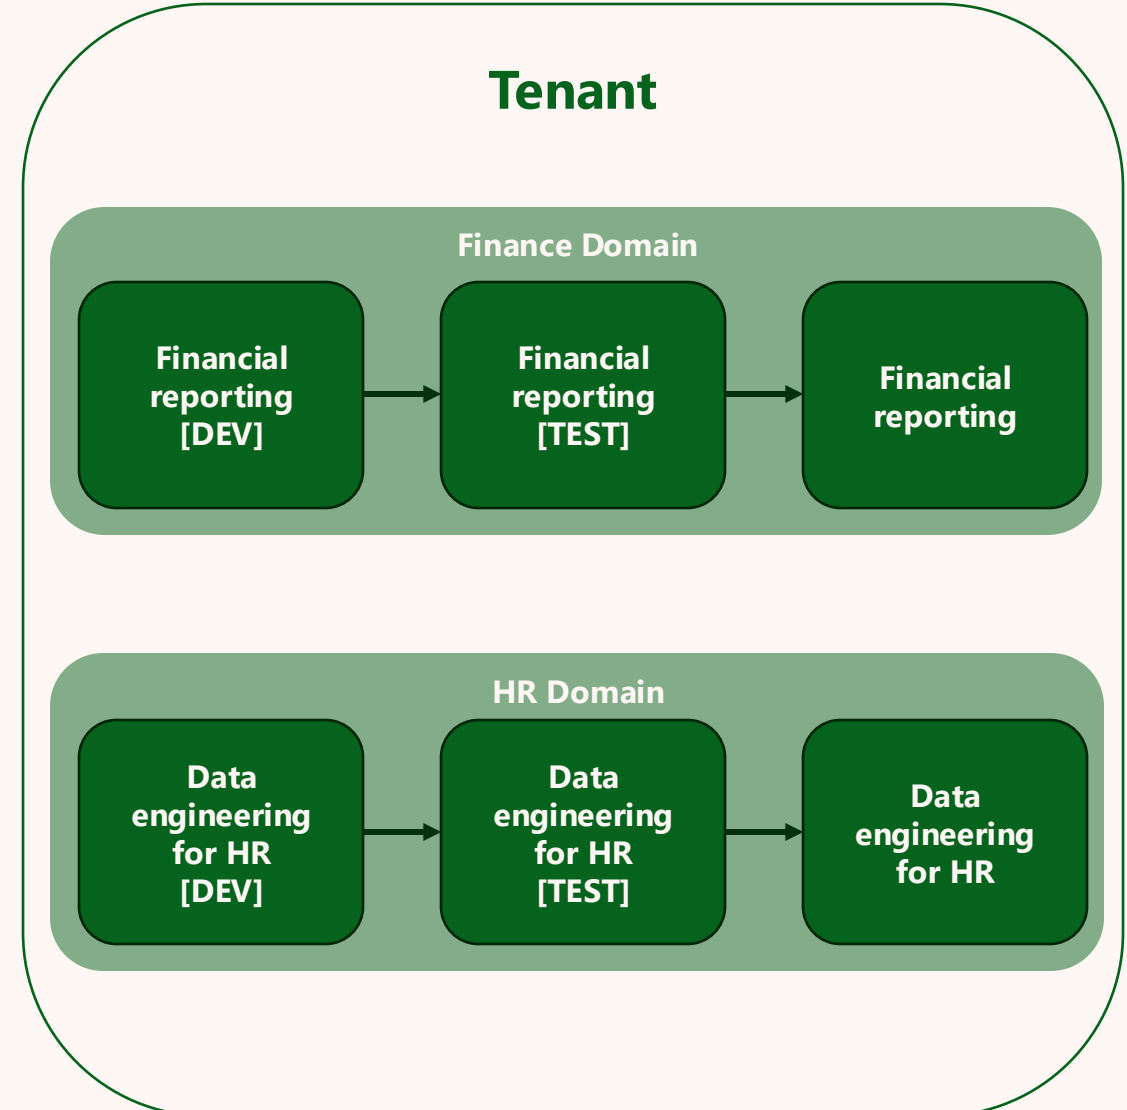 Tenant
Finance Domain
Financial
reporting
[DEV]
Financial
reporting
[TEST]
Financial
reporting
HR Domain
Data
engineering
for HR
[DEV]
Data
engineering
for HR
[TEST]
Data
engineering
for HR